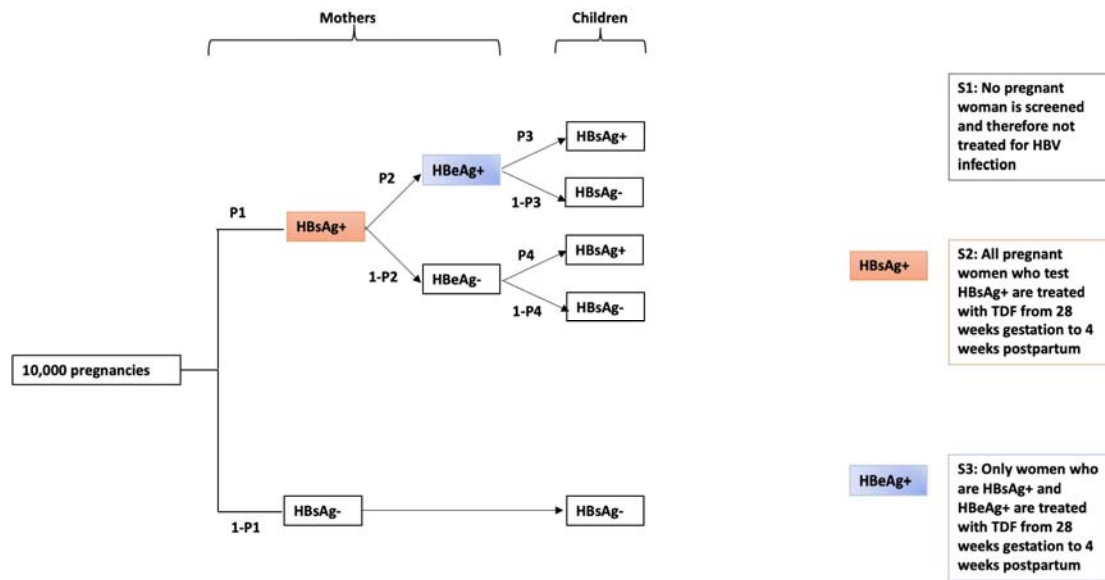 Mothers
Children
P1
P2
1-P2
P3
1-P3
P4
1-P4
1-P1
10,000 pregnancies
HBsAg+
HBeAg+
HBeAg-
HBsAg+
HBsAg-
HBsAg+
HBsAg-
HBsAg-
HBsAg-
S1: No pregnant
woman is screened
and therefore not
treated for HBV
infection
HBsAg+
S2: All pregnant
women who test
HBsAg+ are treated
with TDF from 28
weeks gestation to 4
weeks postpartum
HBeAg+
S3: Only women who
are HBsAg+ and
HBeAg+ are treated
with TDF from 28
weeks gestation to 4
weeks postpartum